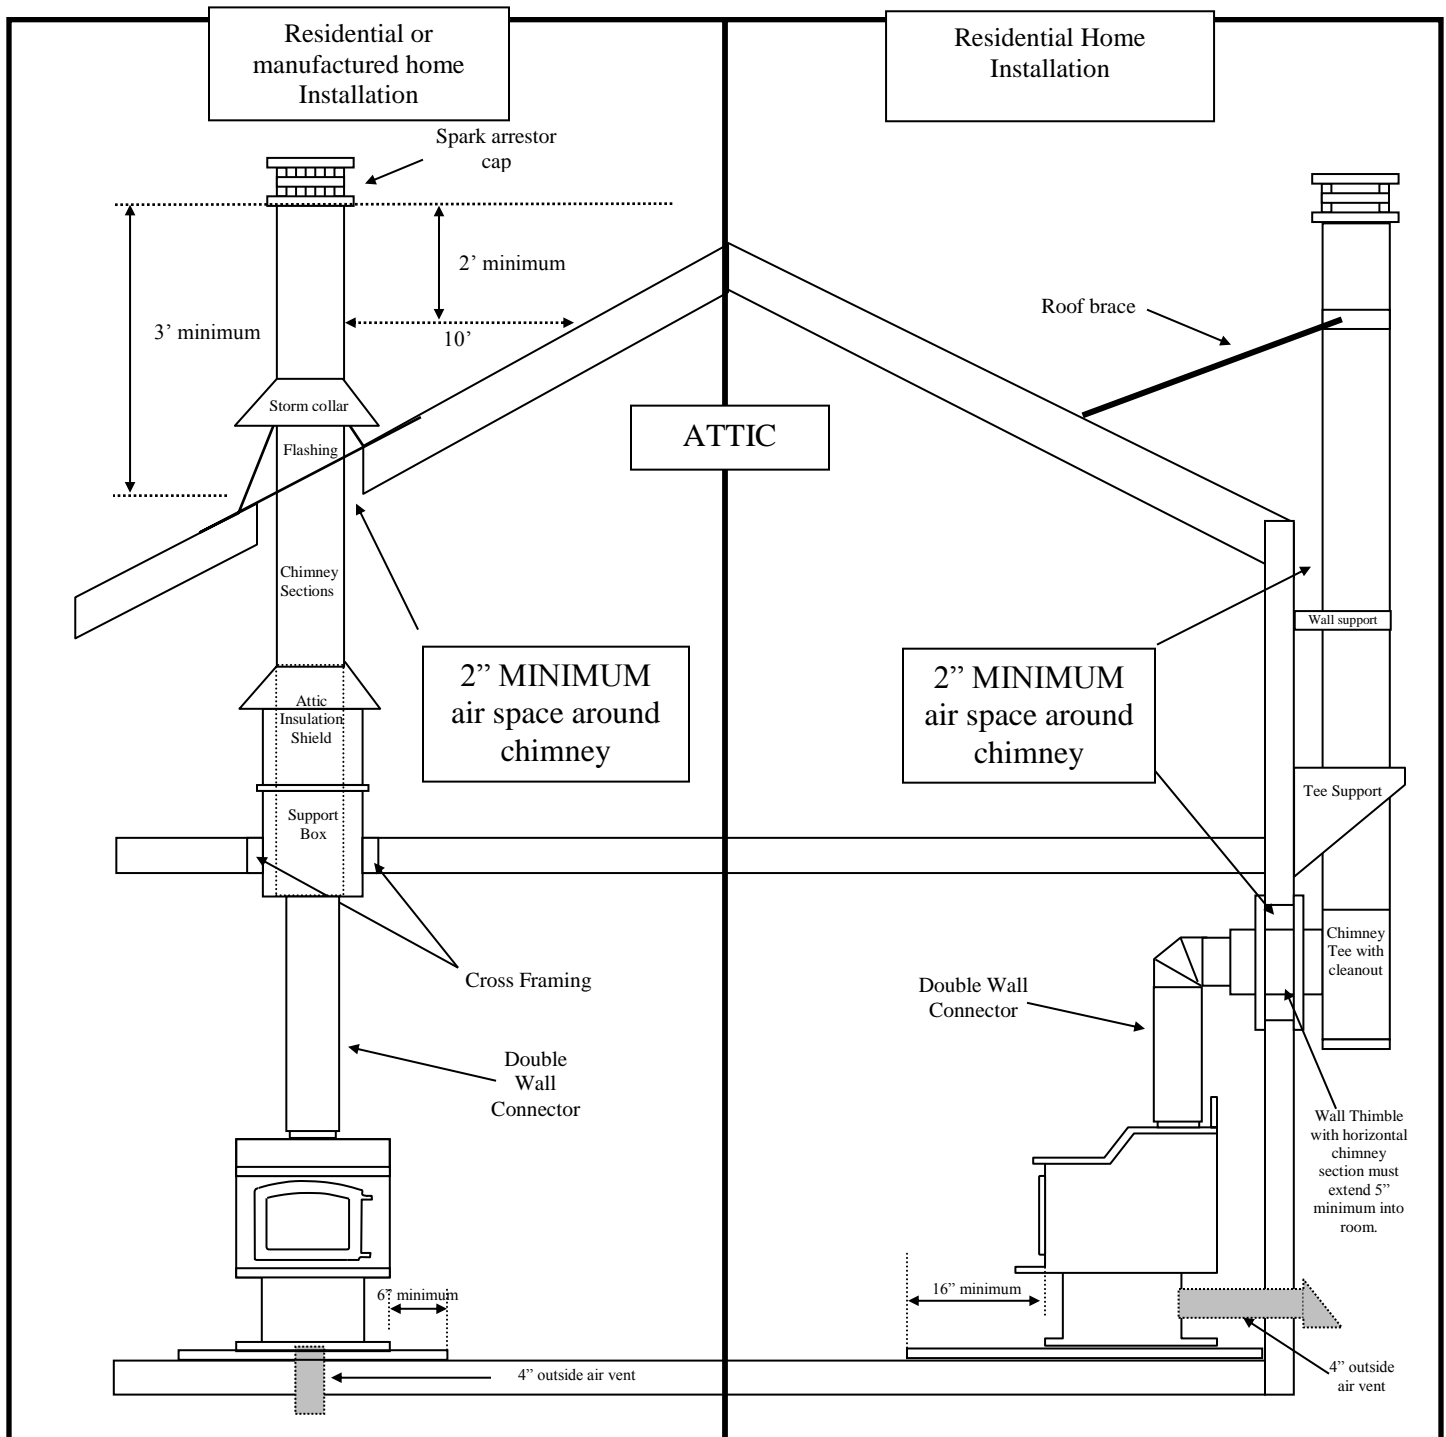 Residential or
manufactured home
Installation
Residential Home
Installation
Spark arrestor
cap
2’ minimum
3’ minimum
10’
Roof brace
Storm collar
Flashing
ATTIC
Chimney
Sections
Wall support
2” MINIMUM
air space around
chimney
2” MINIMUM
air space around
chimney
Attic
Insulation
Shield
Support
Box
Tee Support
Chimney
Tee with
cleanout
Cross Framing
Double Wall
Connector
Double
Wall
Connector
Wall Thimble
with horizontal
chimney
section must
extend 5”
minimum into
room.
6” minimum
16” minimum
4” outside air vent
4” outside
air vent